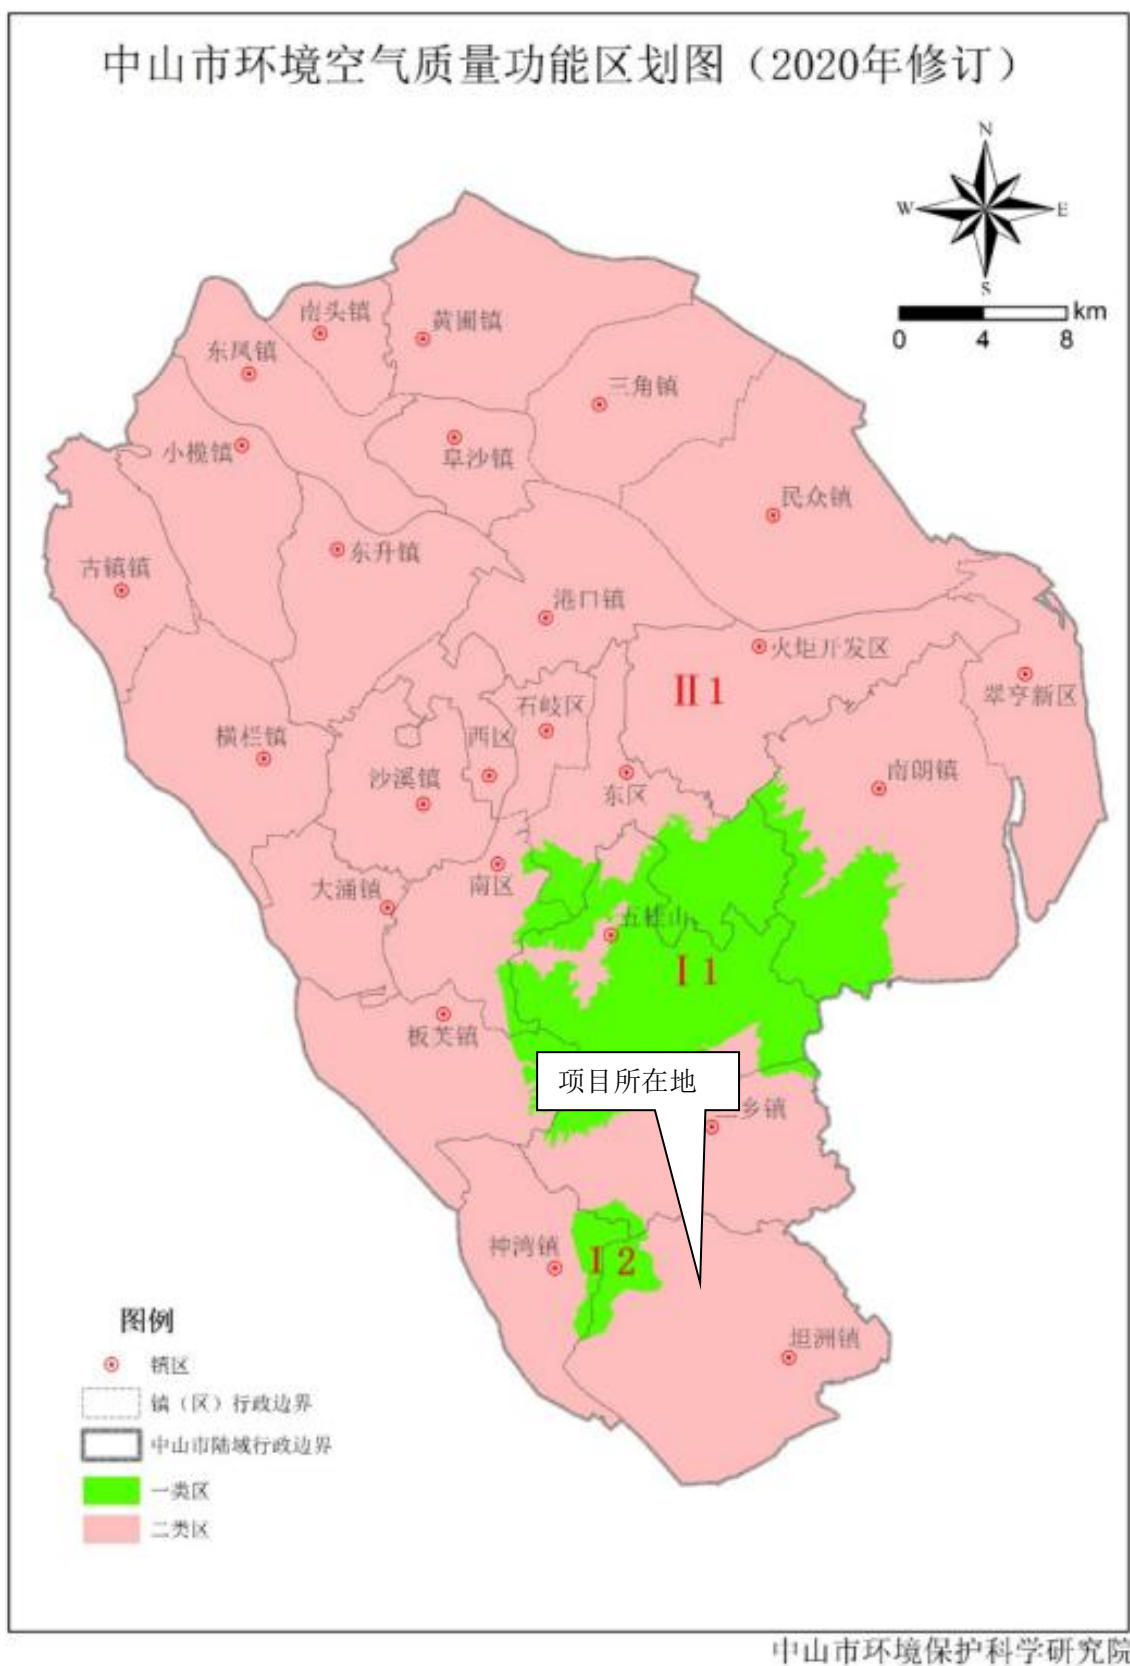 中山市环境空气质量功能区划图（2020年修订）
N
W
E
S
km
0 4 8
南头镇
黄圃镇
东凤镇
三角镇
小榄镇
阜沙镇
民众镇
东升镇
古镇镇
港口镇
火炬开发区
翠亨新区
II 1
石岐区
横栏镇
西区
沙溪镇
东区
南朗镇
南区
大涌镇
五桂山
I 1
板芙镇
项目所在地
乡镇
神湾镇
I 2
坦洲镇
图例
镇区
镇（区）行政边界
中山市陆域行政边界
一类区
二类区
中山市环境保护科学研究院